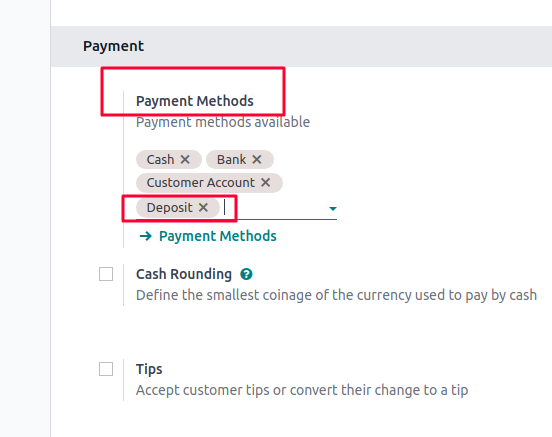 Payment
Payment Methods
Payment methods available
Cash ✕ Bank ✕
Customer Account ✕
Deposit ✕
→ Payment Methods
Cash Rounding ?
Define the smallest coinage of the currency used to pay by cash
Tips
Accept customer tips or convert their change to a tip